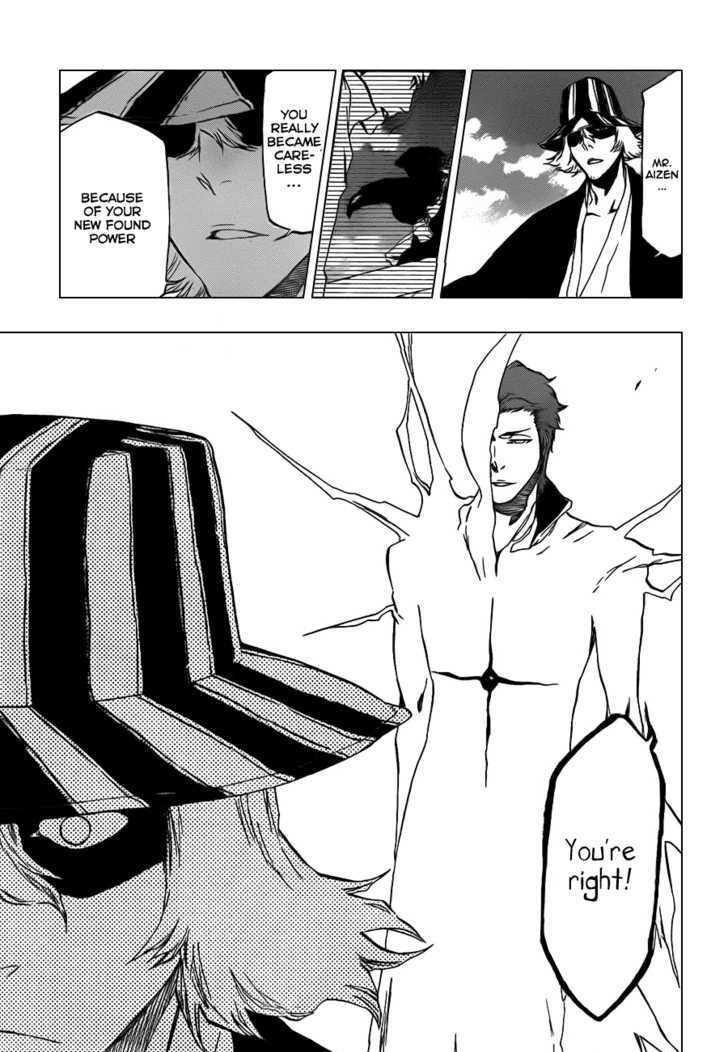 MR.
AIZEN
...
YOU
REALLY
BECAME
CARE-
LESS
...
BECAUSE
OF YOUR
NEW FOUND
POWER
You're
right!